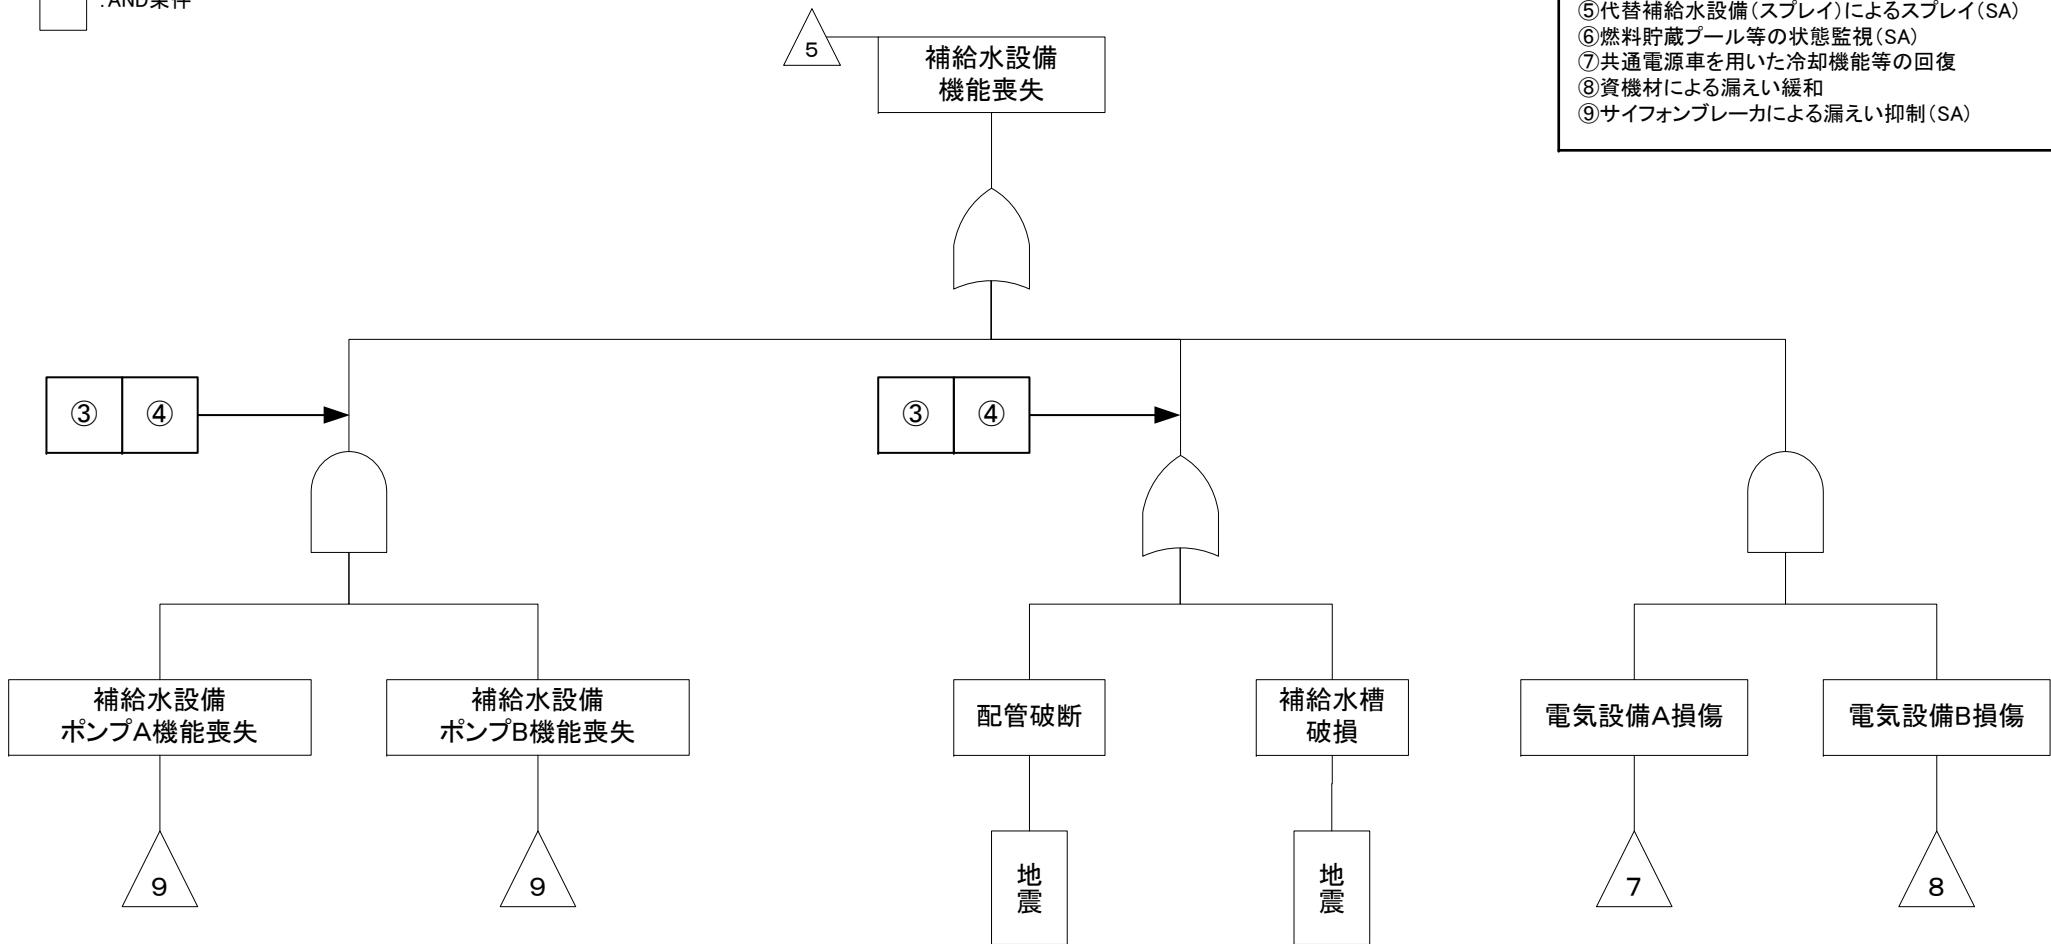 :AND条件
⑤代替補給水設備(スプレイ)によるスプレイ(SA)
⑥燃料貯蔵プール等の状態監視(SA)
⑦共通電源車を用いた冷却機能等の回復
⑧資機材による漏えい緩和
⑨サイフォンブレーカによる漏えい抑制(SA)
5
補給水設備
機能喪失
③ ④
③ ④
補給水設備
ポンプA機能喪失
補給水設備
ポンプB機能喪失
配管破断
補給水槽
破損
電気設備A損傷
電気設備B損傷
9
9
地震
地震
7
8